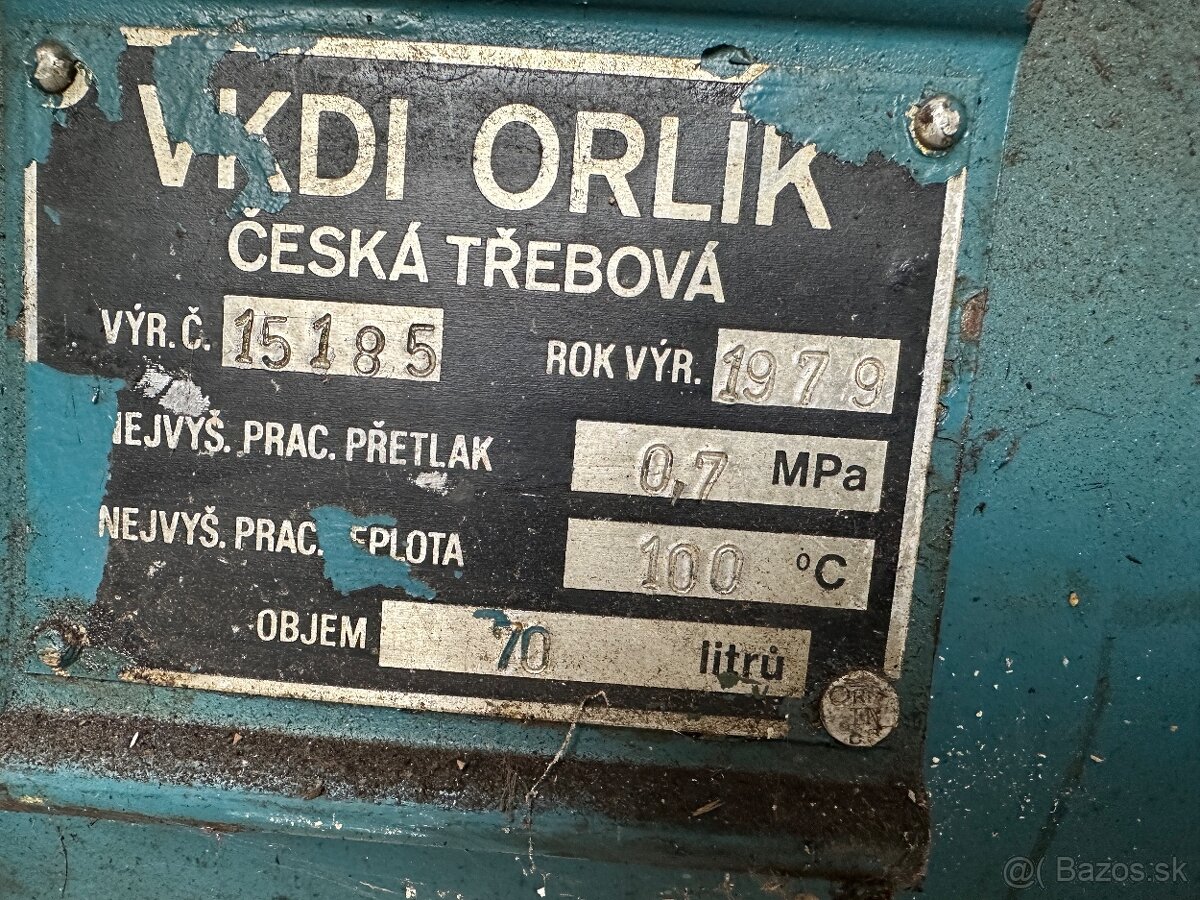 VKDI ORLÍK
ČESKÁ TŘEBOVÁ
VÝR. Č. 15185 ROK VÝR. 1979
NEJVYŠ. PRAC. PŘETLAK 0,7 MPa
NEJVYŠ. PRAC. TEPLOTA 100 °C
OBJEM 70 litrů
@( Bazos.sk